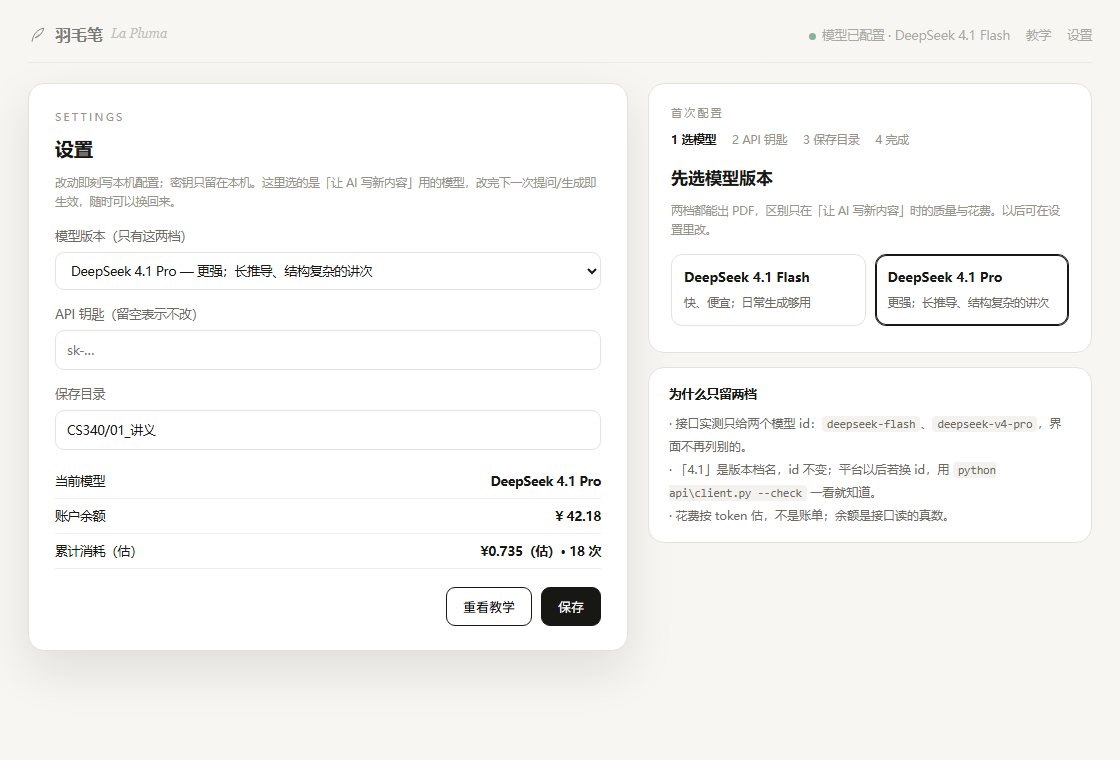 羽毛笔 La Pluma
模型已配置 · DeepSeek 4.1 Flash 教学 设置
SETTINGS
设置
改动即刻写本机配置；密钥只留在本机。这里选的是「让 AI 写新内容」用的模型，改完下一次提问/生成即
生效，随时可以换回来。
模型版本（只有这两档）
DeepSeek 4.1 Pro — 更强；长推导、结构复杂的讲次
API 钥匙（留空表示不改）
sk-...
保存目录
CS340/01_讲义
当前模型 DeepSeek 4.1 Pro
账户余额 ¥ 42.18
累计消耗（估） ¥0.735（估）• 18 次
重看教学 保存
首次配置
1 选模型 2 API 钥匙 3 保存目录 4 完成
先选模型版本
两档都能出 PDF，区别只在「让 AI 写新内容」时的质量与花费。以后可在设
置里改。
DeepSeek 4.1 Flash
快、便宜；日常生成够用
DeepSeek 4.1 Pro
更强；长推导、结构复杂的讲次
为什么只留两档
· 接口实测只给两个模型 id：deepseek-flash、deepseek-v4-pro，界
面不再列别的。
· 「4.1」是版本档名，id 不变；平台以后若换 id，用 python
api\client.py --check 一看就知道。
· 花费按 token 估，不是账单；余额是接口读的真数。